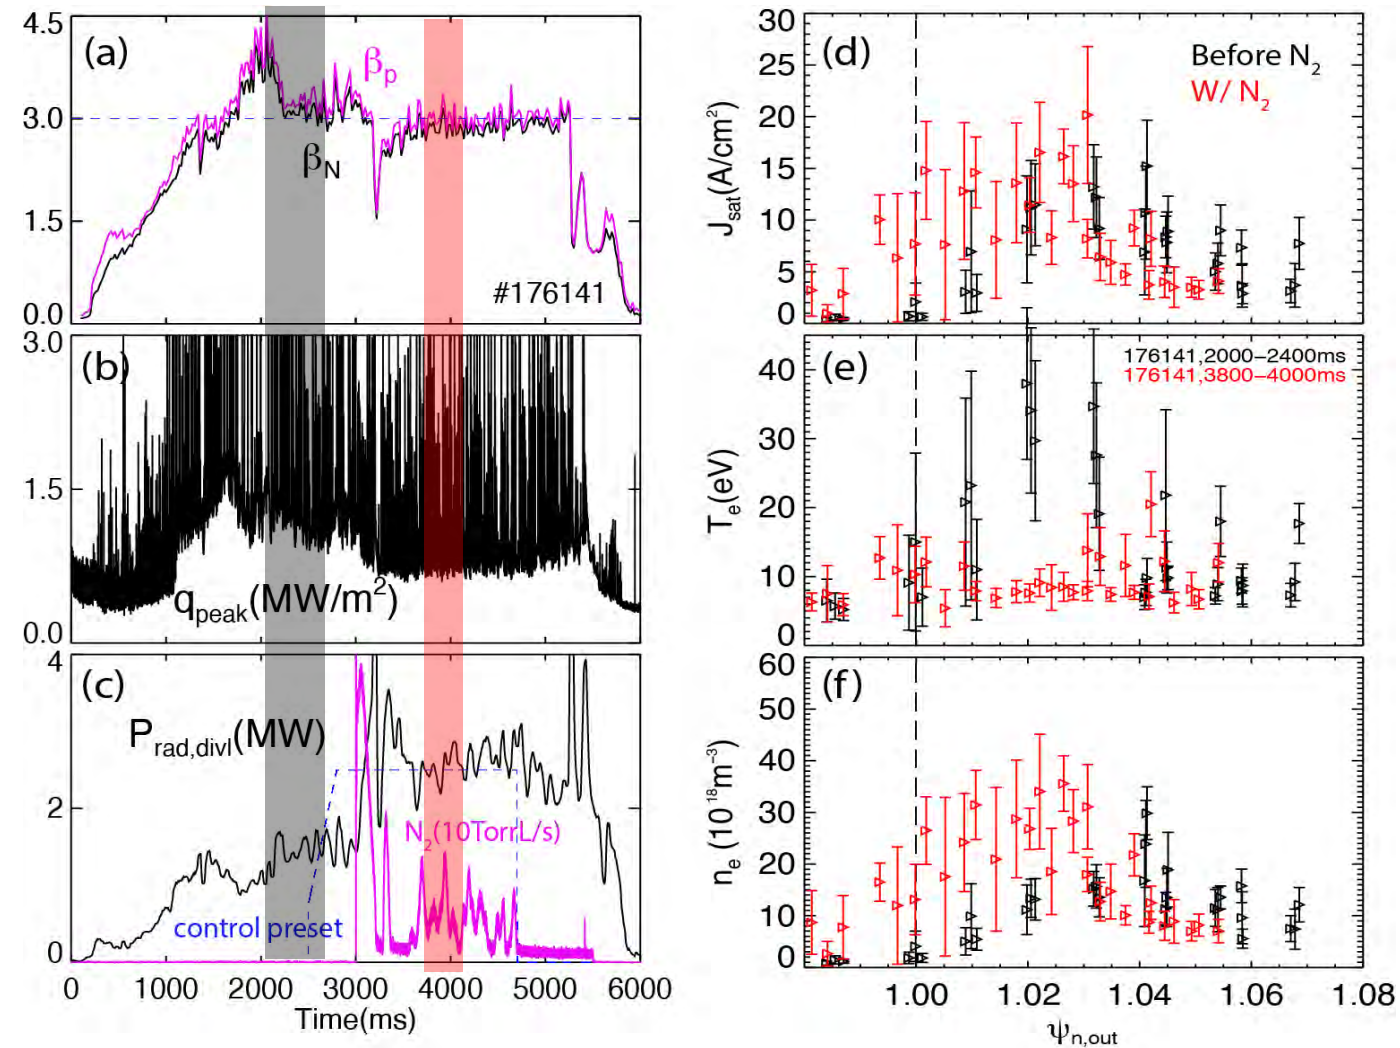 (a)
4.5
3.0
1.5
0.0
βp
βN
#176141
(b)
3.0
1.5
0.0
qpeak(MW/m²)
(c)
4
2
0
Prad,divl(MW)
N₂(10TorrL/s)
control preset
0 1000 2000 3000 4000 5000 6000
Time(ms)
(d)
30
25
20
15
10
5
0
Jsat(A/cm²)
Before N₂
W/ N₂
(e)
40
30
20
10
0
Te(eV)
176141,2000−2400ms
176141,3800−4000ms
(f)
60
50
40
30
20
10
0
ne (10¹⁸m⁻³)
1.00 1.02 1.04 1.06 1.08
ψn,out